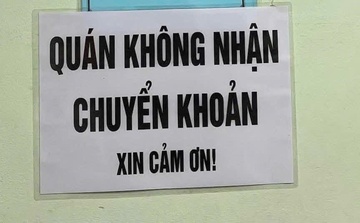 QUÁN KHÔNG NHẬN
CHUYỂN KHOẢN
XIN CẢM ƠN!